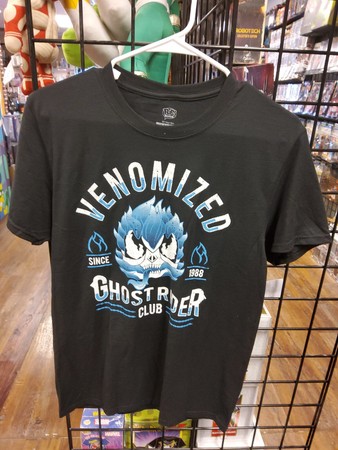 VENOMIZED
SINCE
1988
GHOST RIDER
CLUB